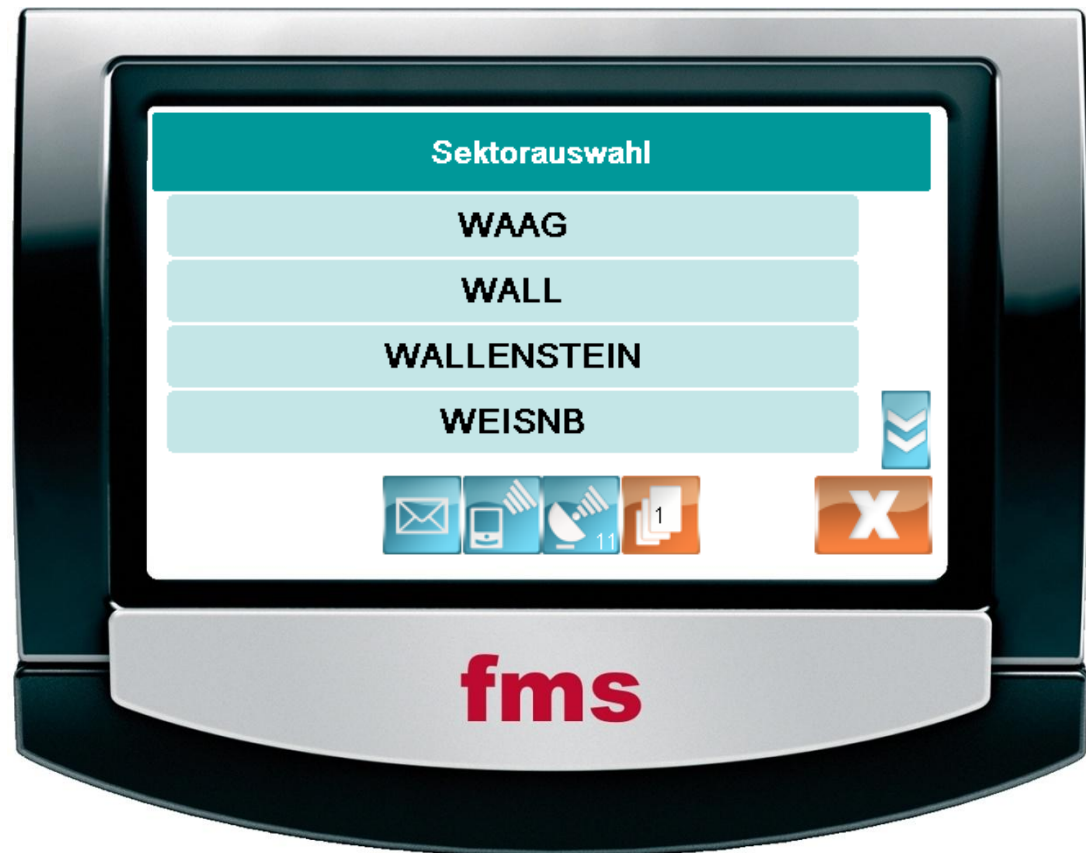 Sektorauswahl
WAAG
WALL
WALLENSTEIN
WEISNB
11
1
X
fms